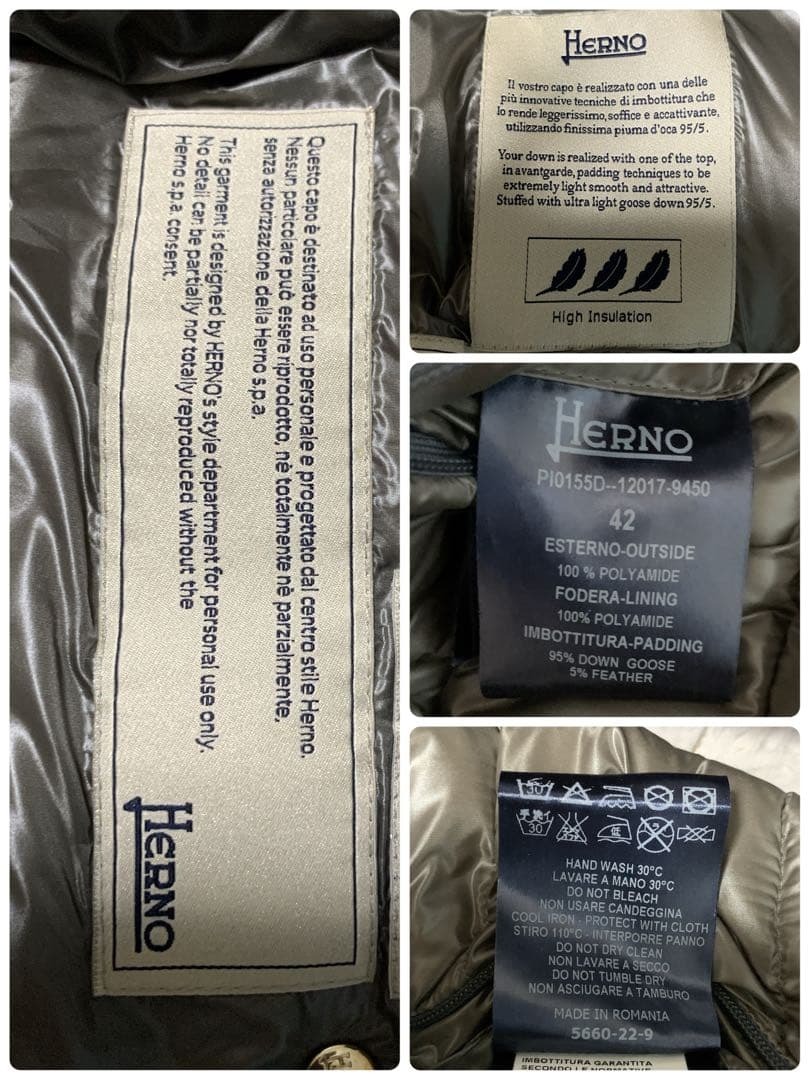 Questo capo è destinato ad uso personale e progettato dal centro stile Herno.
Nessun particolare può essere riprodotto, nè totalmente nè parzialmente,
senza autorizzazione della Herno s.p.a.
This garment is designed by HERNO's style department for personal use only.
No detail can be partially nor totally reproduced without the
Herno s.p.a. consent.
HERNO
HERNO
Il vostro capo è realizzato con una delle
più innovative tecniche di imbottitura che
lo rende leggerissimo, soffice e accattivante,
utilizzando finissima piuma d'oca 95/5.
Your down is realized with one of the top,
in avantgarde, padding techniques to be
extremely light smooth and attractive.
Stuffed with ultra light goose down 95/5.
High Insulation
HERNO
PI0155D--12017-9450
42
ESTERNO-OUTSIDE
100 % POLYAMIDE
FODERA-LINING
100% POLYAMIDE
IMBOTTITURA-PADDING
95% DOWN GOOSE
5% FEATHER
30
30
低
HAND WASH 30°C
LAVARE A MANO 30°C
DO NOT BLEACH
NON USARE CANDEGGINA
COOL IRON - PROTECT WITH CLOTH
STIRO 110°C - INTERPORRE PANNO
DO NOT DRY CLEAN
NON LAVARE A SECCO
DO NOT TUMBLE DRY
NON ASCIUGARE A TAMBURO
MADE IN ROMANIA
5660-22-9
IMBOTTITURA GARANTITA
SECONDO LE NORMATIVE